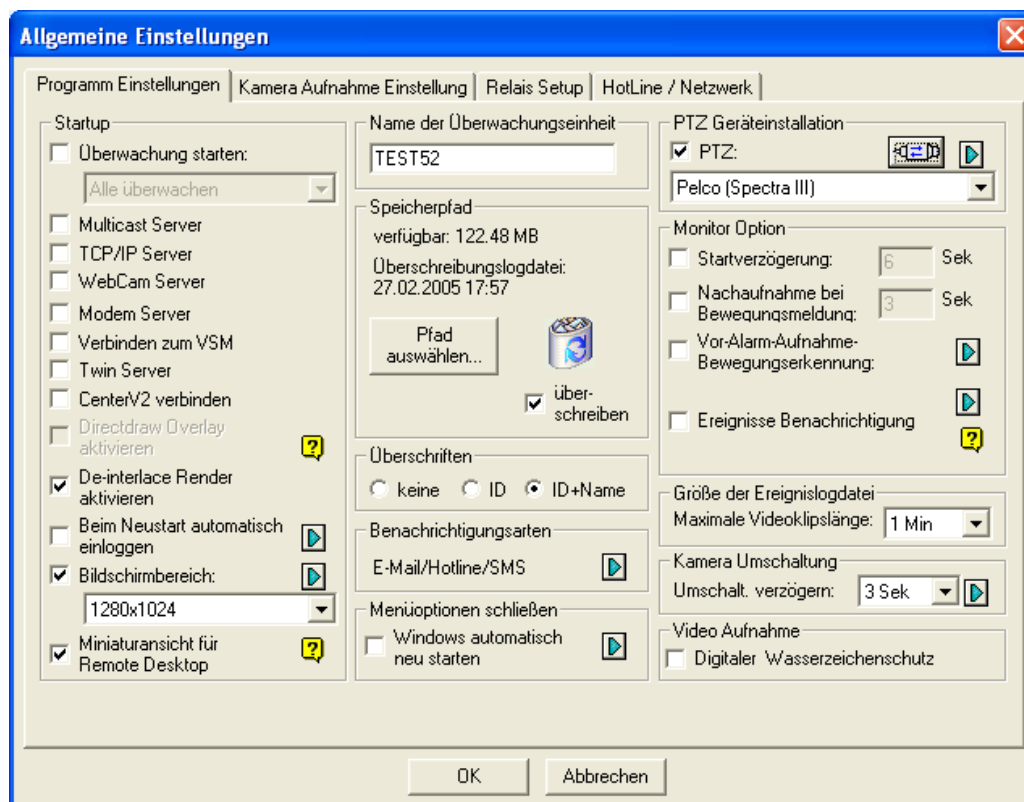 Allgemeine Einstellungen
Programm Einstellungen
Kamera Aufnahme Einstellung
Relais Setup
HotLine / Netzwerk
Startup
Überwachung starten:
Alle überwachen
Multicast Server
TCP/IP Server
WebCam Server
Modem Server
Verbinden zum VSM
Twin Server
CenterV2 verbinden
Directdraw Overlay
aktivieren
De-interlace Render
aktivieren
Beim Neustart automatisch
einloggen
Bildschirmbereich:
1280x1024
Miniaturansicht für
Remote Desktop
Name der Überwachungseinheit
TEST52
Speicherpfad
verfügbar: 122.48 MB
Überschreibungslogdatei:
27.02.2005 17:57
Pfad
auswählen...
über-
schreiben
Überschriften
keine
ID
ID+Name
Benachrichtigungsarten
E-Mail/Hotline/SMS
Menüoptionen schließen
Windows automatisch
neu starten
PTZ Geräteinstallation
PTZ:
Pelco (Spectra III)
Monitor Option
Startverzögerung:
6
Sek
Nachaufnahme bei
Bewegungsmeldung:
3
Sek
Vor-Alarm-Aufnahme-
Bewegungserkennung:
Ereignisse Benachrichtigung
Größe der Ereignislogdatei
Maximale Videoklipslänge:
1 Min
Kamera Umschaltung
Umschalt. verzögern:
3 Sek
Video Aufnahme
Digitaler Wasserzeichenschutz
OK
Abbrechen